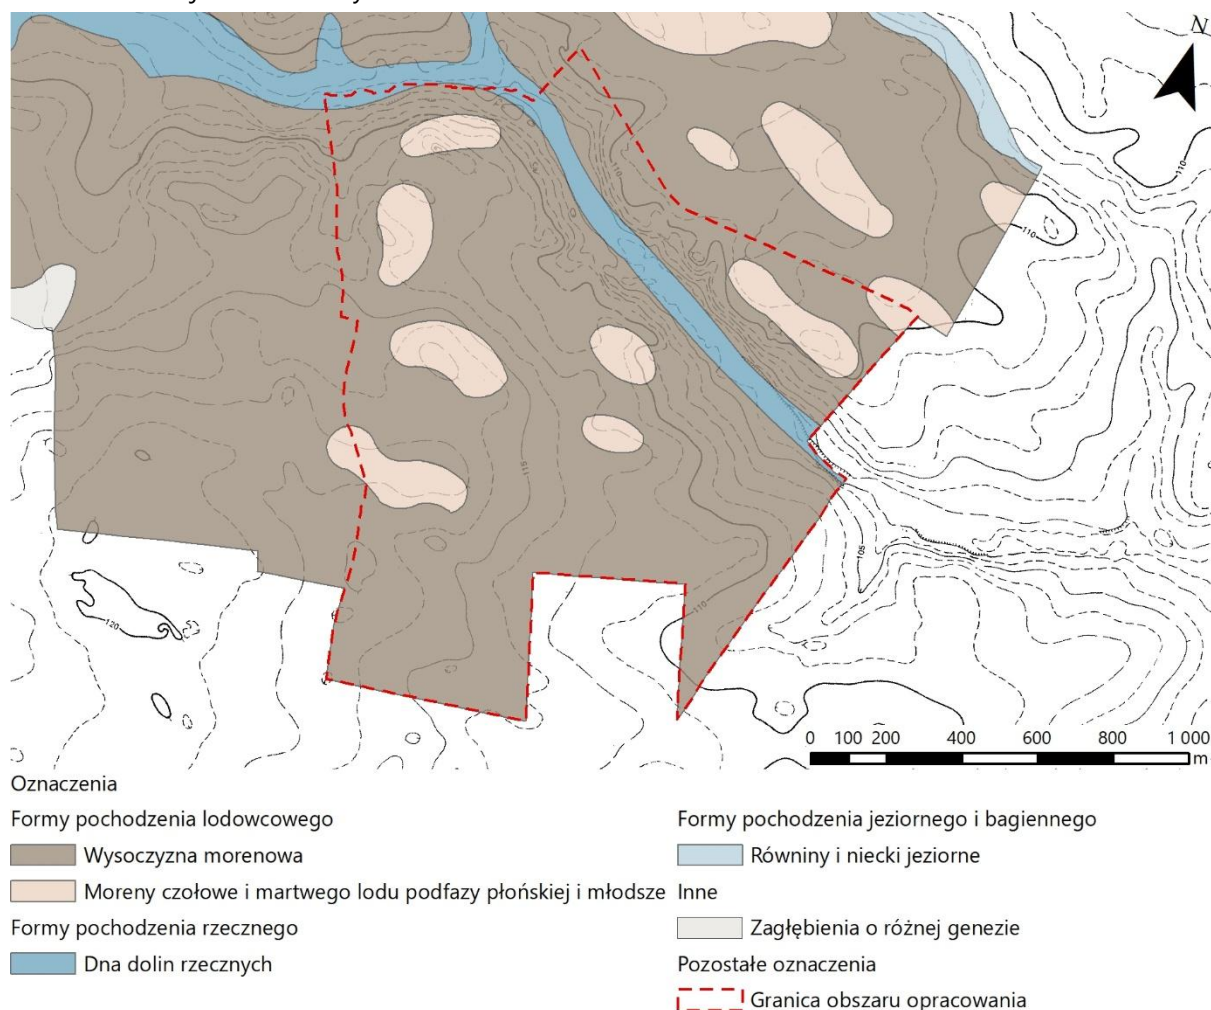 N
110
110
110
115
110
105
120
0 100 200 400 600 800 1 000
m
Oznaczenia
Formy pochodzenia lodowcowego
Wysoczyzna morenowa
Moreny czołowe i martwego lodu podfazy płońskiej i młodsze
Formy pochodzenia rzecznego
Dna dolin rzecznych
Formy pochodzenia jeziornego i bagiennego
Równiny i niecki jeziorne
Inne
Zagłębienia o różnej genezie
Pozostałe oznaczenia
Granica obszaru opracowania